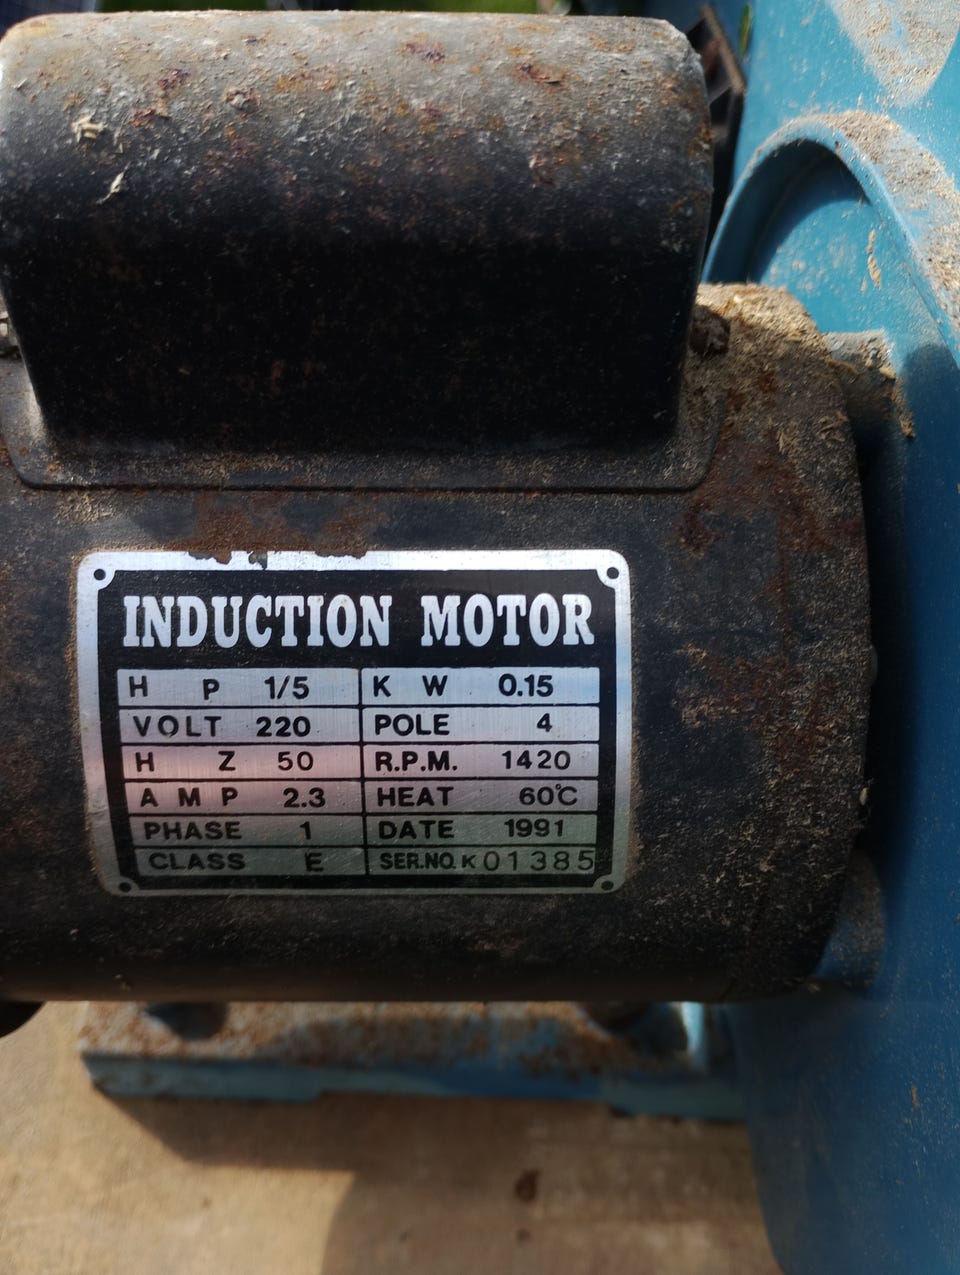 INDUCTION MOTOR
H P 1/5 K W 0.15
VOLT 220 POLE 4
H Z 50 R.P.M. 1420
A M P 2.3 HEAT 60℃
PHASE 1 DATE 1991
CLASS E SER.NO. K01385